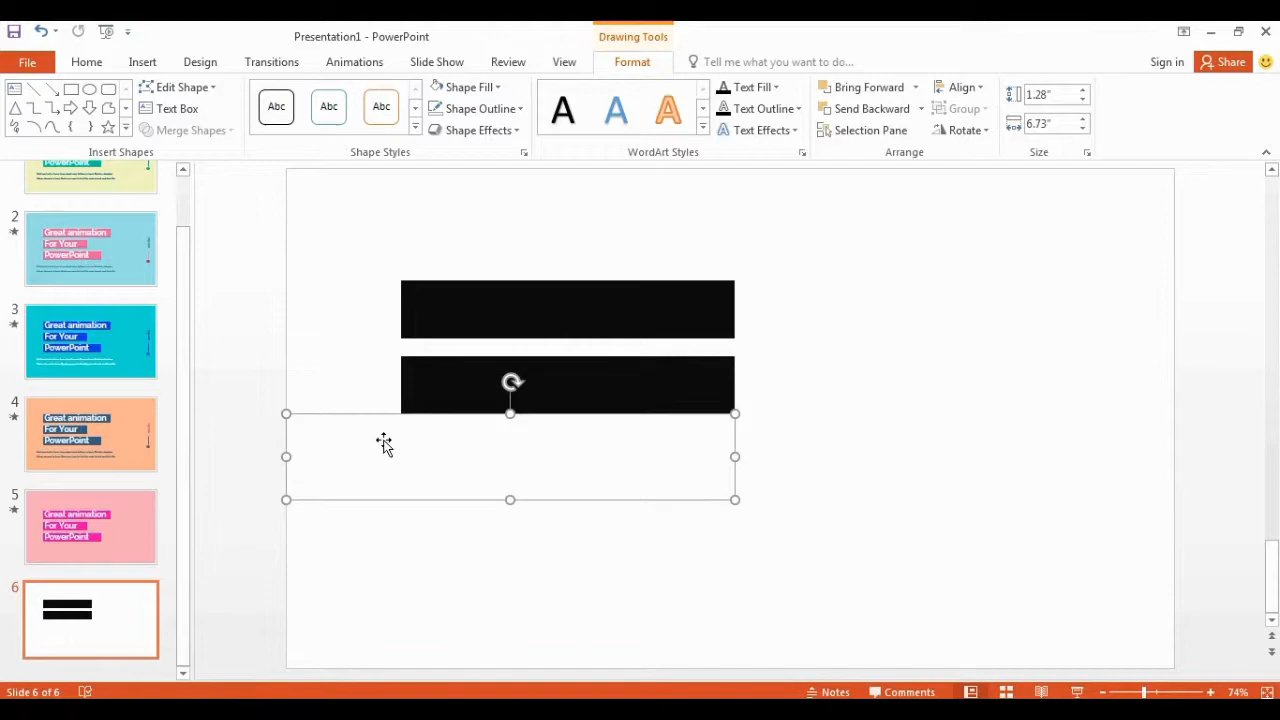 Presentation1 - PowerPoint
Drawing Tools
File
Home
Insert
Design
Transitions
Animations
Slide Show
Review
View
Format
Tell me what you want to do...
Sign in
Share
Edit Shape
Text Box
Merge Shapes
Insert Shapes
Abc
Abc
Abc
Shape Fill
Shape Outline
Shape Effects
Shape Styles
A
A
A
Text Fill
Text Outline
Text Effects
WordArt Styles
Bring Forward
Send Backward
Selection Pane
Align
Group
Rotate
Arrange
1.28"
6.73"
Size
PowerPoint
2
Great animation
For Your
PowerPoint
3
Great animation
For Your
PowerPoint
4
Great animation
For Your
PowerPoint
5
Great animation
For Your
PowerPoint
6
Slide 6 of 6
Notes
Comments
74%